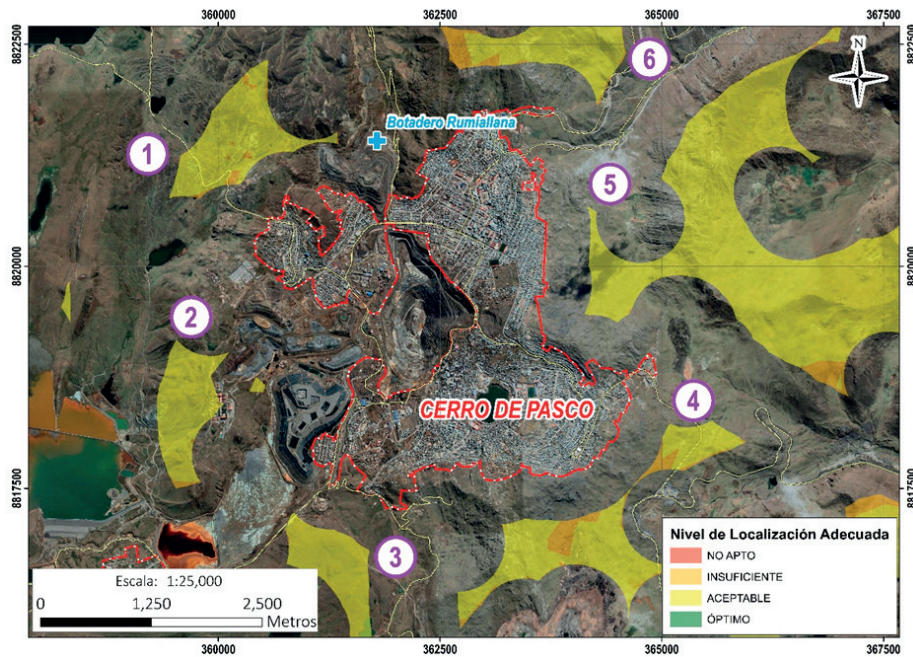 360000 362500 365000 367500
8822500
8822500
6
N
Botadero Rumiallana
1
5
8820000
8820000
2
4
CERRO DE PASCO
8817500
8817500
3
Nivel de Localización Adecuada
NO APTO
INSUFICIENTE
ACEPTABLE
ÓPTIMO
Escala: 1:25,000
0 1,250 2,500
Metros
360000 362500 365000 367500